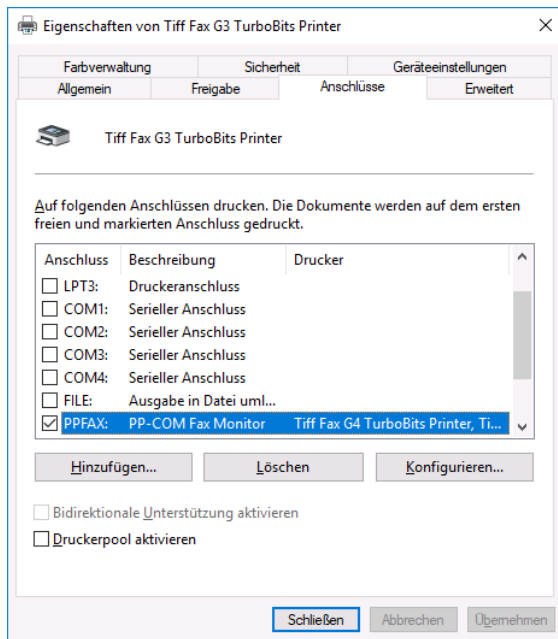 Eigenschaften von Tiff Fax G3 TurboBits Printer
Farbverwaltung Sicherheit Geräteeinstellungen
Allgemein Freigabe Anschlüsse Erweitert
Tiff Fax G3 TurboBits Printer
Auf folgenden Anschlüssen drucken. Die Dokumente werden auf dem ersten
freien und markierten Anschluss gedruckt.
Anschluss Beschreibung Drucker
LPT3: Druckeranschluss
COM1: Serieller Anschluss
COM2: Serieller Anschluss
COM3: Serieller Anschluss
COM4: Serieller Anschluss
FILE: Ausgabe in Datei uml...
PPFAX: PP-COM Fax Monitor Tiff Fax G4 TurboBits Printer, Ti...
Hinzufügen... Löschen Konfigurieren...
Bidirektionale Unterstützung aktivieren
Druckerpool aktivieren
Schließen Abbrechen Übernehmen